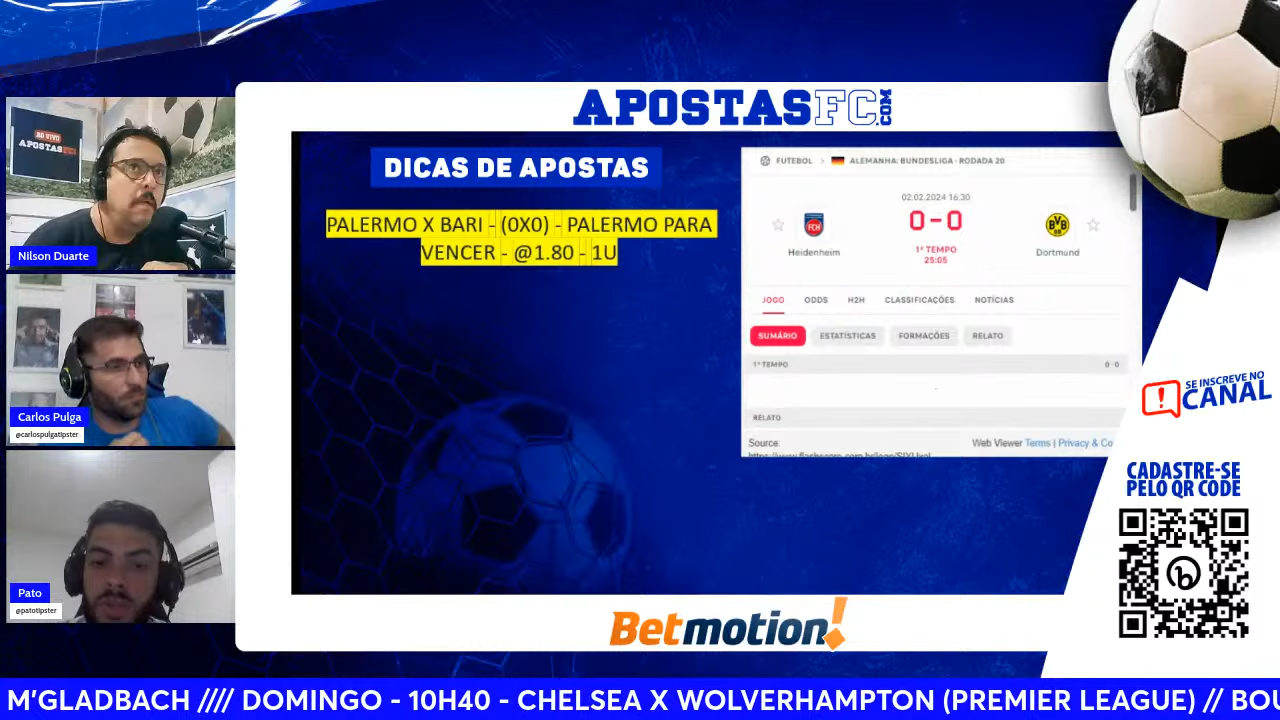 APOSTASFC.COM
AO VIVO
APOSTASFC!
Nilson Duarte
Carlos Pulga
@carlospulgatipster
Pato
@patotipster
DICAS DE APOSTAS
PALERMO X BARI - (0X0) - PALERMO PARA
VENCER - @1.80 - 1U
FUTEBOL > ALEMANHA: BUNDESLIGA - RODADA 20
02.02.2024 16:30
0-0
FCH
BVB
09
Heidenheim
1º TEMPO
25:05
Dortmund
JOGO ODDS H2H CLASSIFICAÇÕES NOTÍCIAS
SUMÁRIO ESTATÍSTICAS FORMAÇÕES RELATO
1º TEMPO 0-0
RELATO
Source: Web Viewer Terms | Privacy & Co
SE INSCREVE NO
CANAL
CADASTRE-SE
PELO QR CODE
b
Betmotion!
M'GLADBACH //// DOMINGO - 10H40 - CHELSEA X WOLVERHAMPTON (PREMIER LEAGUE) // BOU